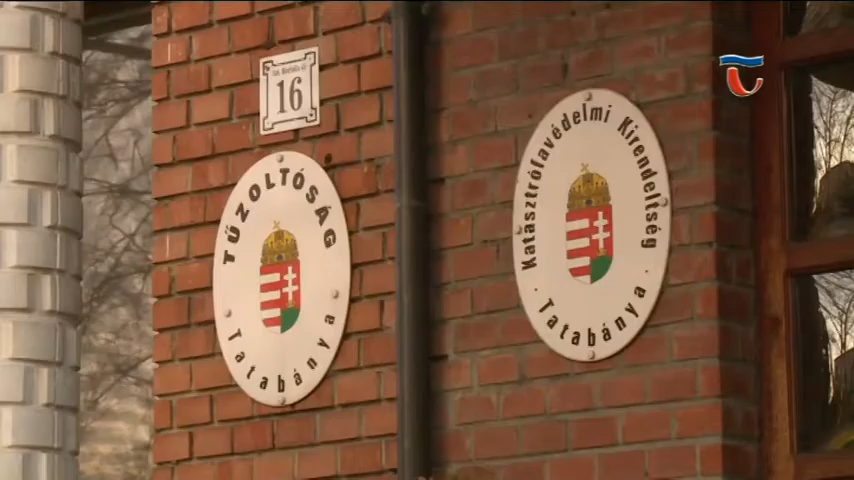 16
TŰZOLTÓSÁG
Tatabánya
Katasztrófavédelmi Kirendeltség
Tatabánya